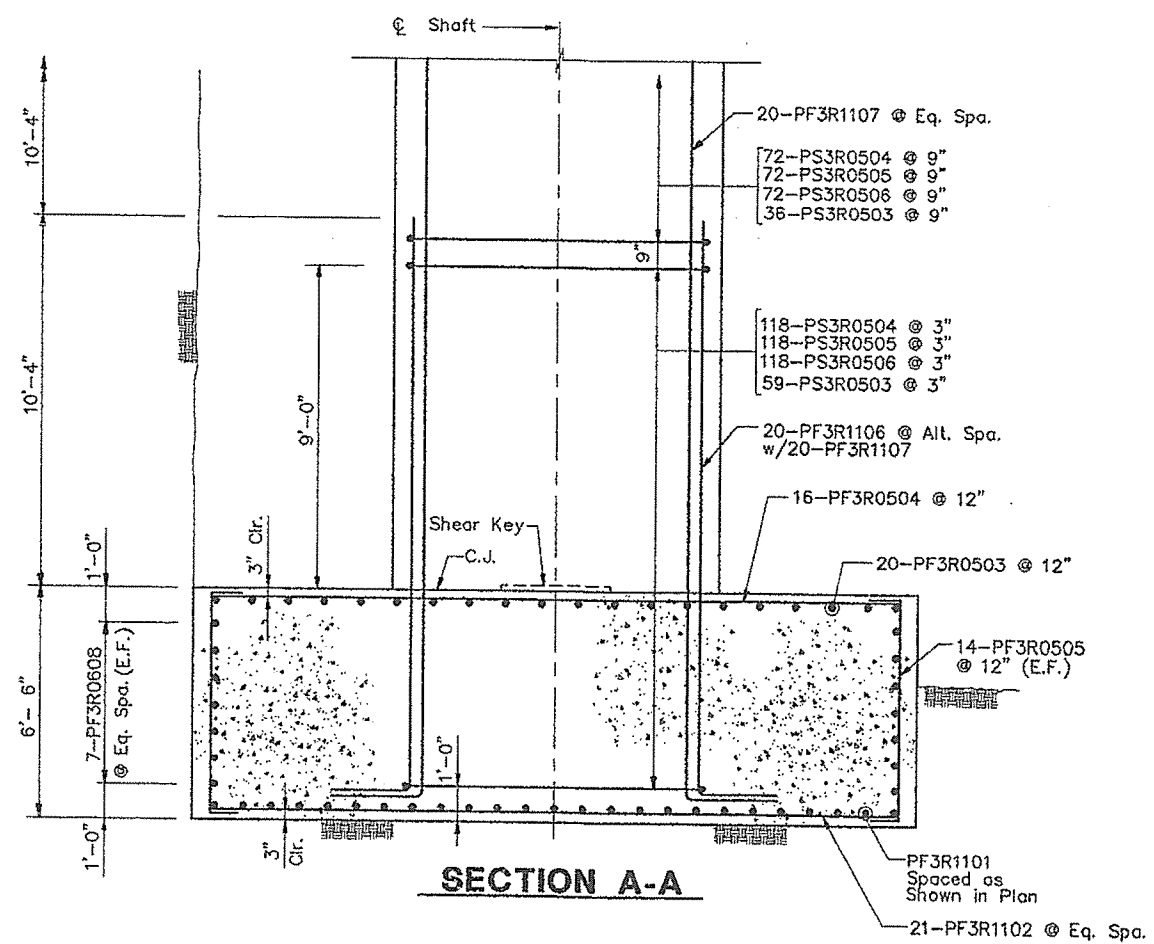 ℄ Shaft
10'-4"
20-PF3R1107 @ Eq. Spa.
72-PS3R0504 @ 9"
72-PS3R0505 @ 9"
72-PS3R0506 @ 9"
36-PS3R0503 @ 9"
9"
10'-4"
9'-0"
118-PS3R0504 @ 3"
118-PS3R0505 @ 3"
118-PS3R0506 @ 3"
59-PS3R0503 @ 3"
20-PF3R1106 @ Alt. Spa.
w/20-PF3R1107
16-PF3R0504 @ 12"
Shear Key
C.J.
3" Clr.
1'-0"
20-PF3R0503 @ 12"
14-PF3R0505
@ 12" (E.F.)
6'-6"
7-PF3R0608
@ Eq. Spa. (E.F.)
1'-0"
1'-0"
3"
Clr.
SECTION A-A
PF3R1101
Spaced as
Shown in Plan
21-PF3R1102 @ Eq. Spa.